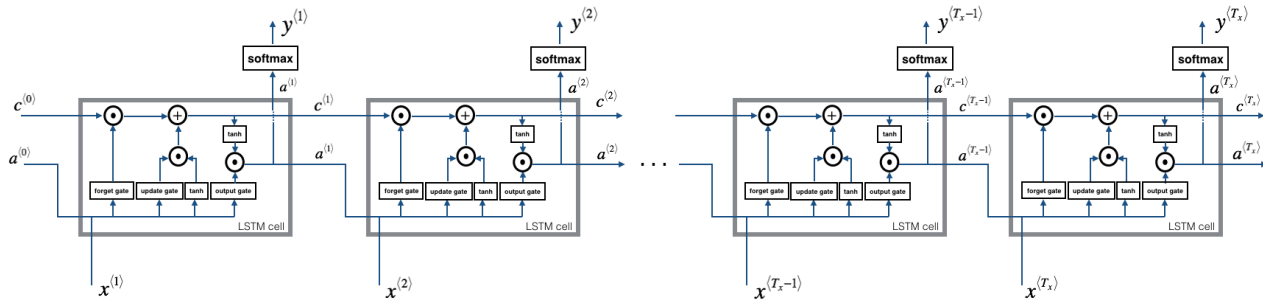 y⟨1⟩ y⟨2⟩ y⟨Tx−1⟩ y⟨Tx⟩
softmax softmax softmax softmax
a⟨1⟩ a⟨2⟩ a⟨Tx−1⟩ a⟨Tx⟩
c⟨0⟩ c⟨1⟩ c⟨2⟩ c⟨Tx−1⟩ c⟨Tx⟩
+ + + +
tanh tanh tanh tanh
a⟨0⟩ a⟨1⟩ a⟨2⟩ . . . a⟨Tx−1⟩ a⟨Tx⟩
forget gate update gate tanh output gate forget gate update gate tanh output gate forget gate update gate tanh output gate forget gate update gate tanh output gate
LSTM cell LSTM cell LSTM cell LSTM cell
x⟨1⟩ x⟨2⟩ x⟨Tx−1⟩ x⟨Tx⟩